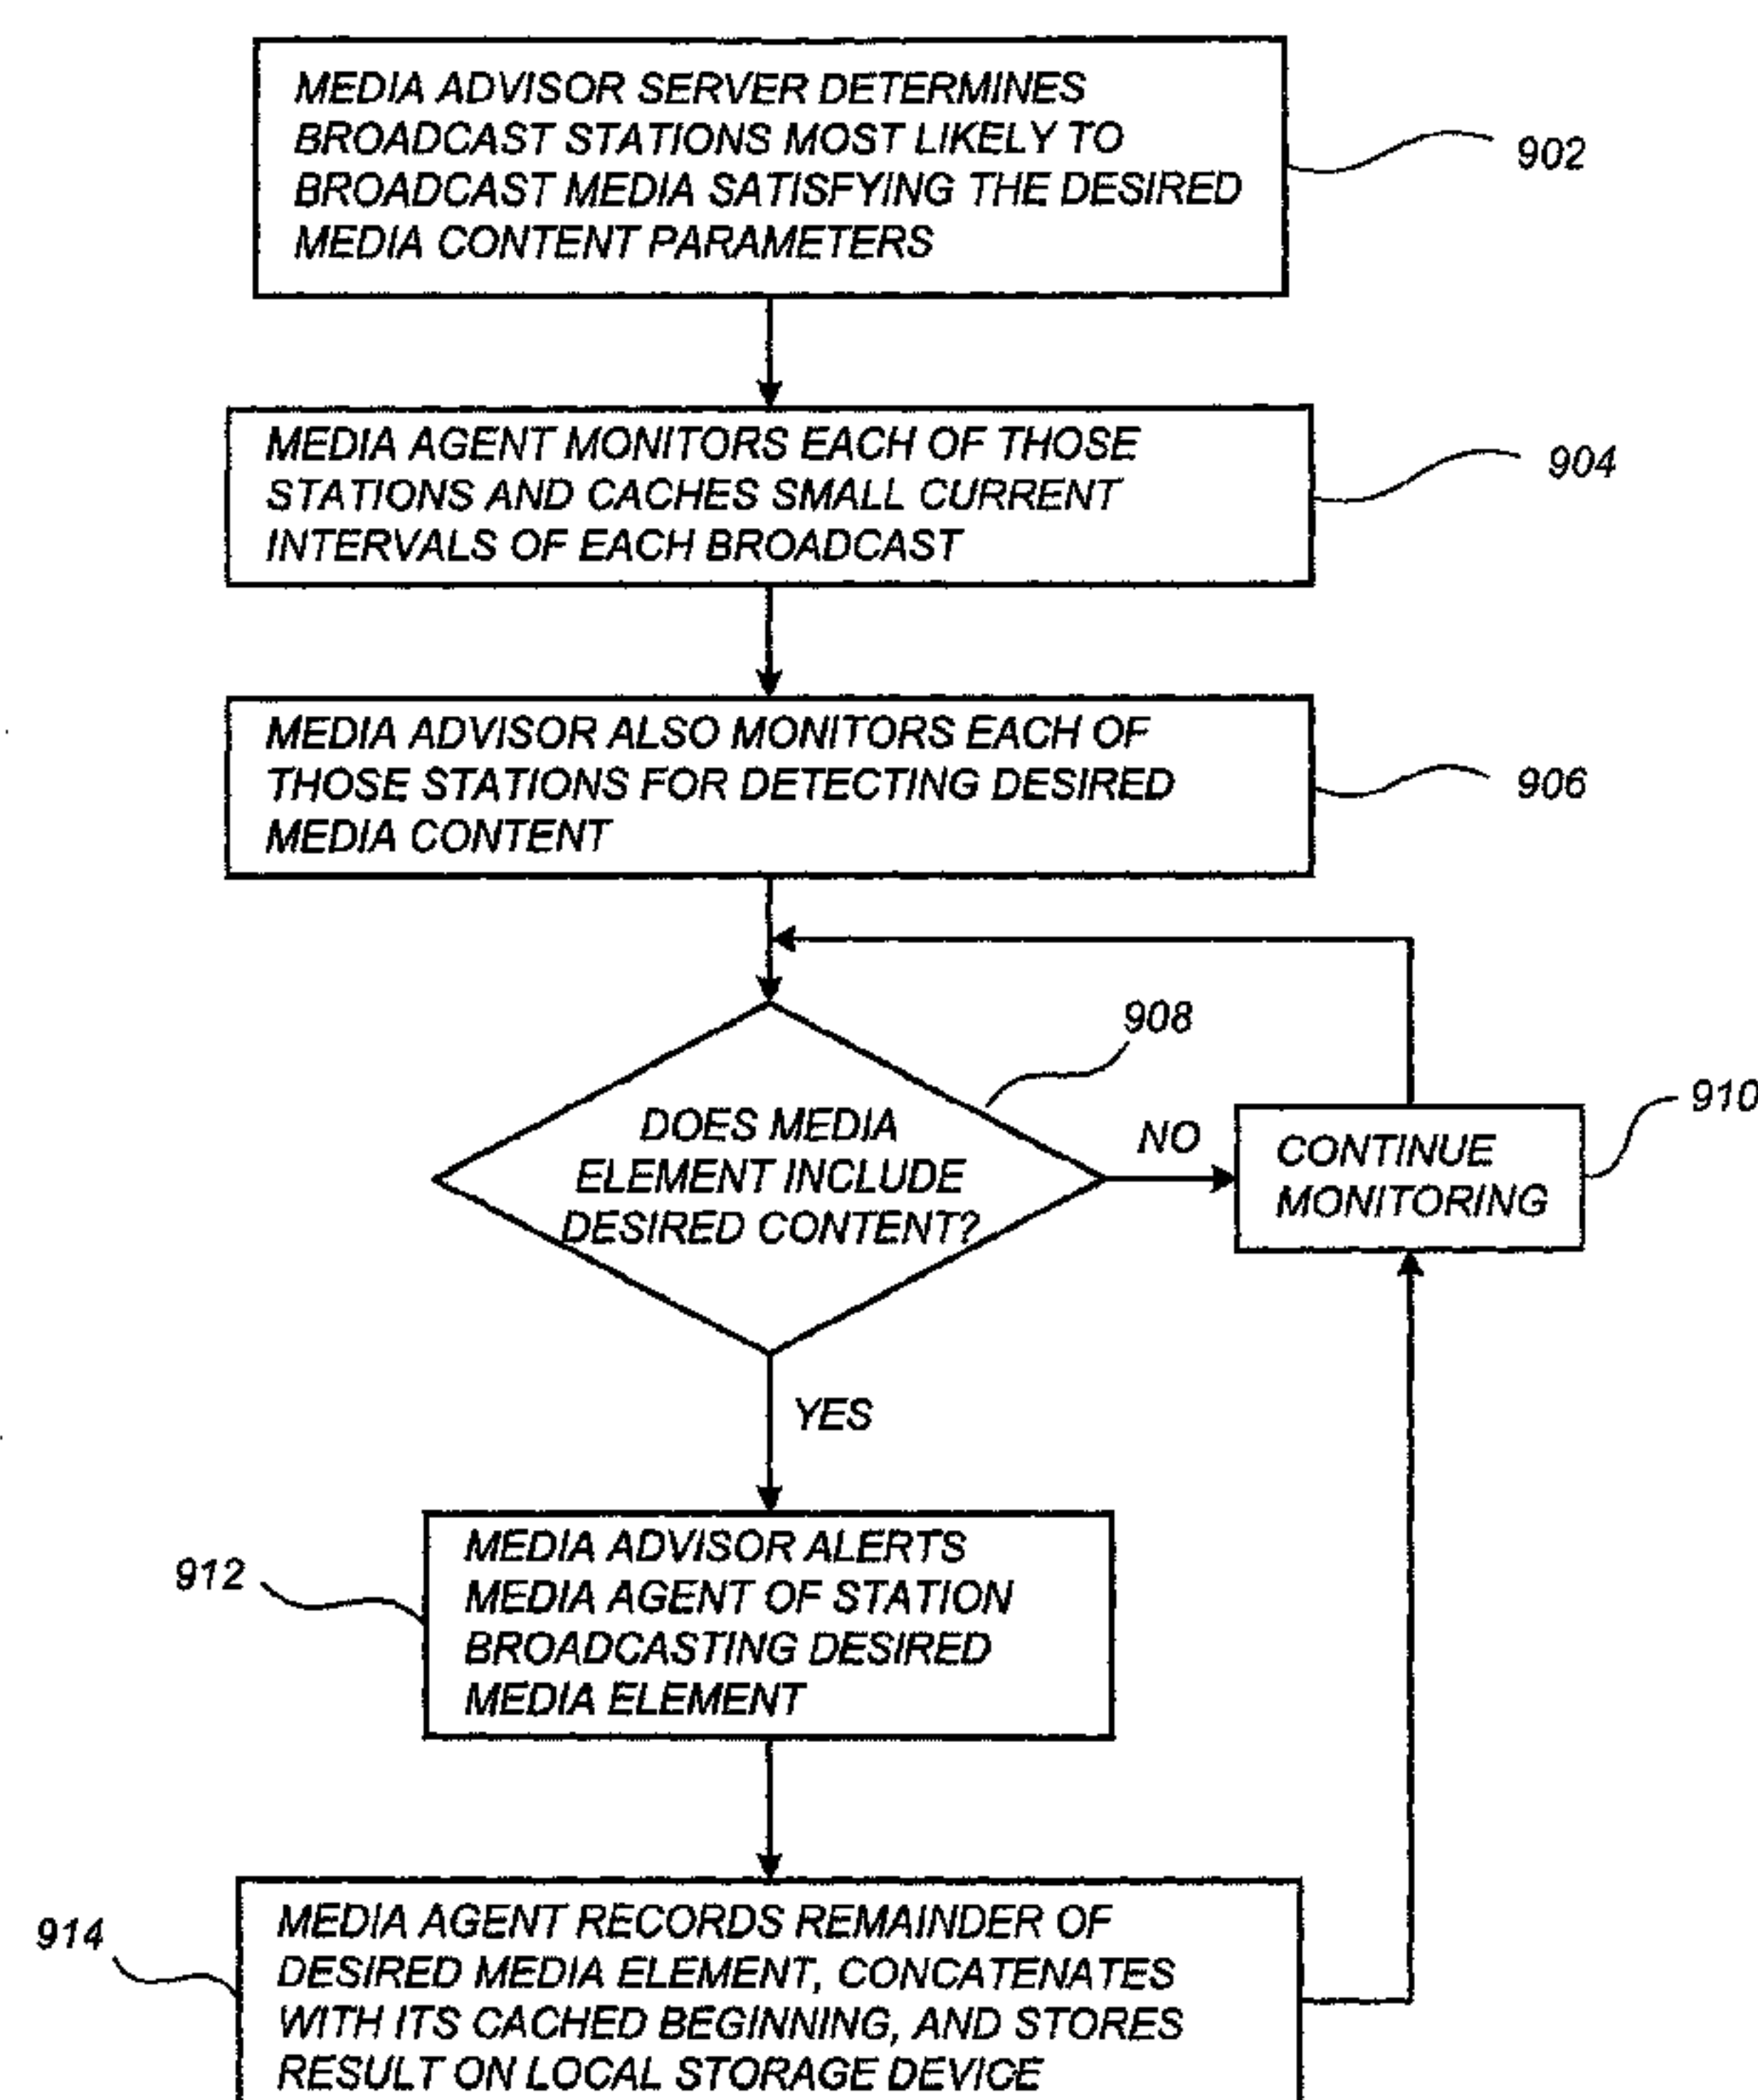 MEDIA ADVISOR SERVER DETERMINES
BROADCAST STATIONS MOST LIKELY TO
BROADCAST MEDIA SATISFYING THE DESIRED
MEDIA CONTENT PARAMETERS
902
MEDIA AGENT MONITORS EACH OF THOSE
STATIONS AND CACHES SMALL CURRENT
INTERVALS OF EACH BROADCAST
904
MEDIA ADVISOR ALSO MONITORS EACH OF
THOSE STATIONS FOR DETECTING DESIRED
MEDIA CONTENT
906
908
DOES MEDIA
ELEMENT INCLUDE
DESIRED CONTENT?
NO
CONTINUE
MONITORING
910
YES
912
MEDIA ADVISOR ALERTS
MEDIA AGENT OF STATION
BROADCASTING DESIRED
MEDIA ELEMENT
914
MEDIA AGENT RECORDS REMAINDER OF
DESIRED MEDIA ELEMENT, CONCATENATES
WITH ITS CACHED BEGINNING, AND STORES
RESULT ON LOCAL STORAGE DEVICE